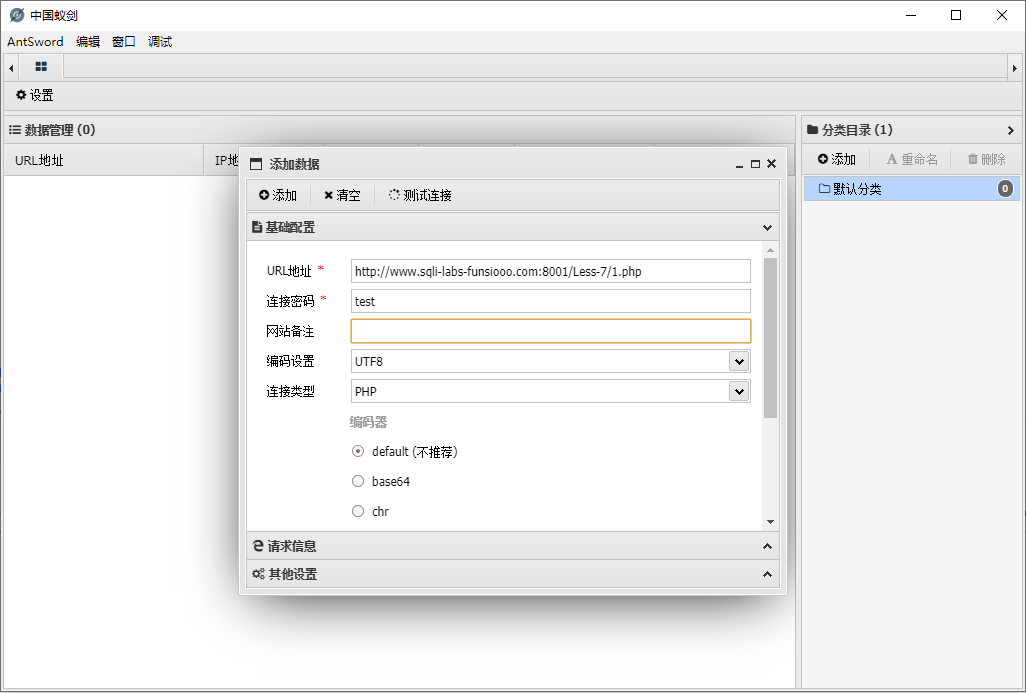 中国蚁剑
AntSword 编辑 窗口 调试
设置
数据管理 (0)
分类目录 (1)
URL地址 IP地
添加 重命名 删除
默认分类 0
添加数据
添加 清空 测试连接
基础配置
URL地址 * http://www.sqli-labs-funsiooo.com:8001/Less-7/1.php
连接密码 * test
网站备注
编码设置 UTF8
连接类型 PHP
编码器
default (不推荐)
base64
chr
请求信息
其他设置